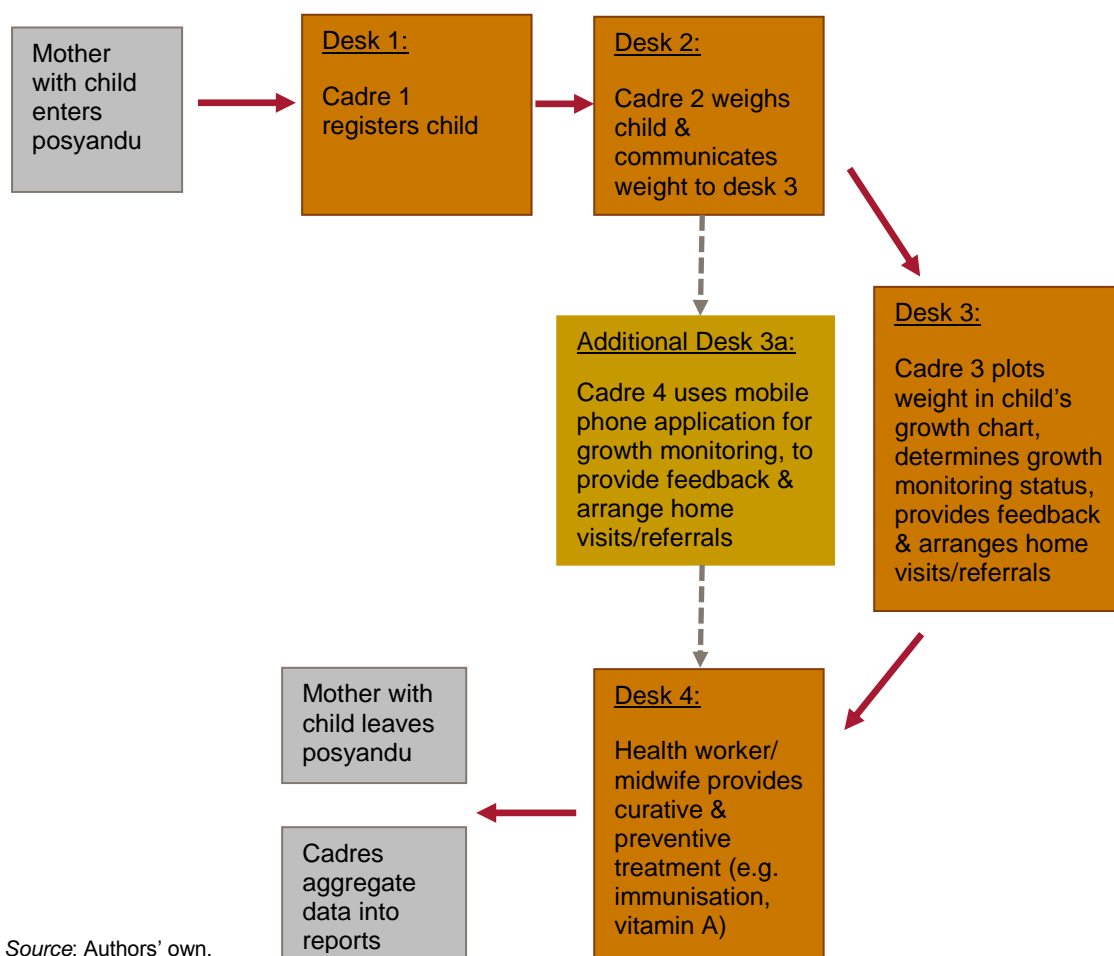 Mother
with child
enters
posyandu
Desk 1:
Cadre 1
registers child
Desk 2:
Cadre 2 weighs
child &
communicates
weight to desk 3
Additional Desk 3a:
Cadre 4 uses mobile
phone application for
growth monitoring, to
provide feedback &
arrange home
visits/referrals
Desk 3:
Cadre 3 plots
weight in child’s
growth chart,
determines growth
monitoring status,
provides feedback
& arranges home
visits/referrals
Desk 4:
Health worker/
midwife provides
curative &
preventive
treatment (e.g.
immunisation,
vitamin A)
Mother with
child leaves
posyandu
Cadres
aggregate
data into
reports
Source: Authors’ own.